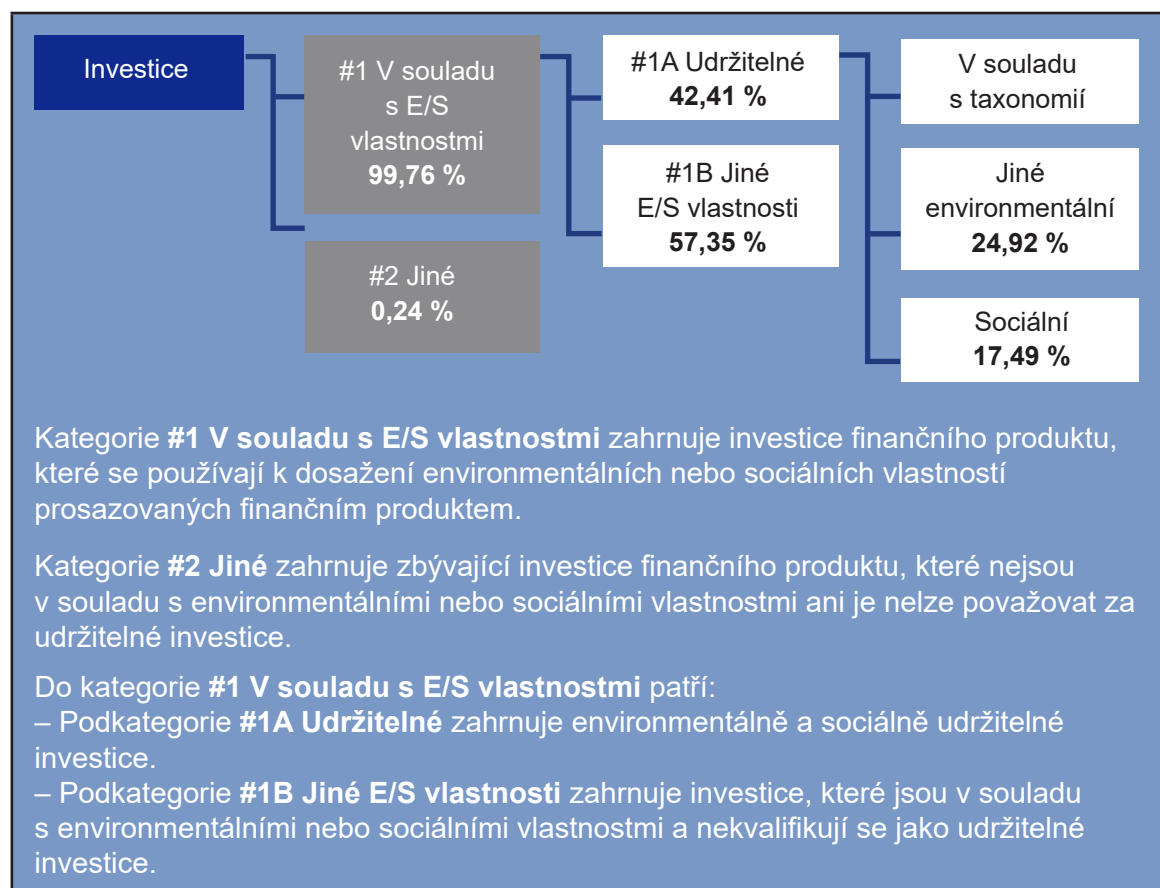 Investice
#1 V souladu
s E/S
vlastnostmi
99,76 %
#2 Jiné
0,24 %
#1A Udržitelné
42,41 %
#1B Jiné
E/S vlastnosti
57,35 %
V souladu
s taxonomií
Jiné
environmentální
24,92 %
Sociální
17,49 %
Kategorie #1 V souladu s E/S vlastnostmi zahrnuje investice finančního produktu,
které se používají k dosažení environmentálních nebo sociálních vlastností
prosazovaných finančním produktem.
Kategorie #2 Jiné zahrnuje zbývající investice finančního produktu, které nejsou
v souladu s environmentálními nebo sociálními vlastnostmi ani je nelze považovat za
udržitelné investice.
Do kategorie #1 V souladu s E/S vlastnostmi patří:
– Podkategorie #1A Udržitelné zahrnuje environmentálně a sociálně udržitelné
investice.
– Podkategorie #1B Jiné E/S vlastnosti zahrnuje investice, které jsou v souladu
s environmentálními nebo sociálními vlastnostmi a nekvalifikují se jako udržitelné
investice.